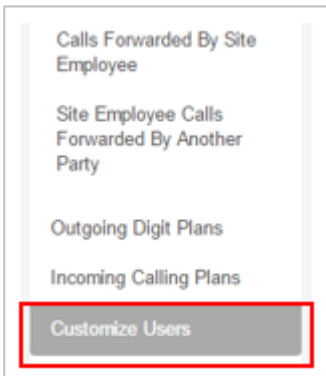 Calls Forwarded By Site
Employee
Site Employee Calls
Forwarded By Another
Party
Outgoing Digit Plans
Incoming Calling Plans
Customize Users